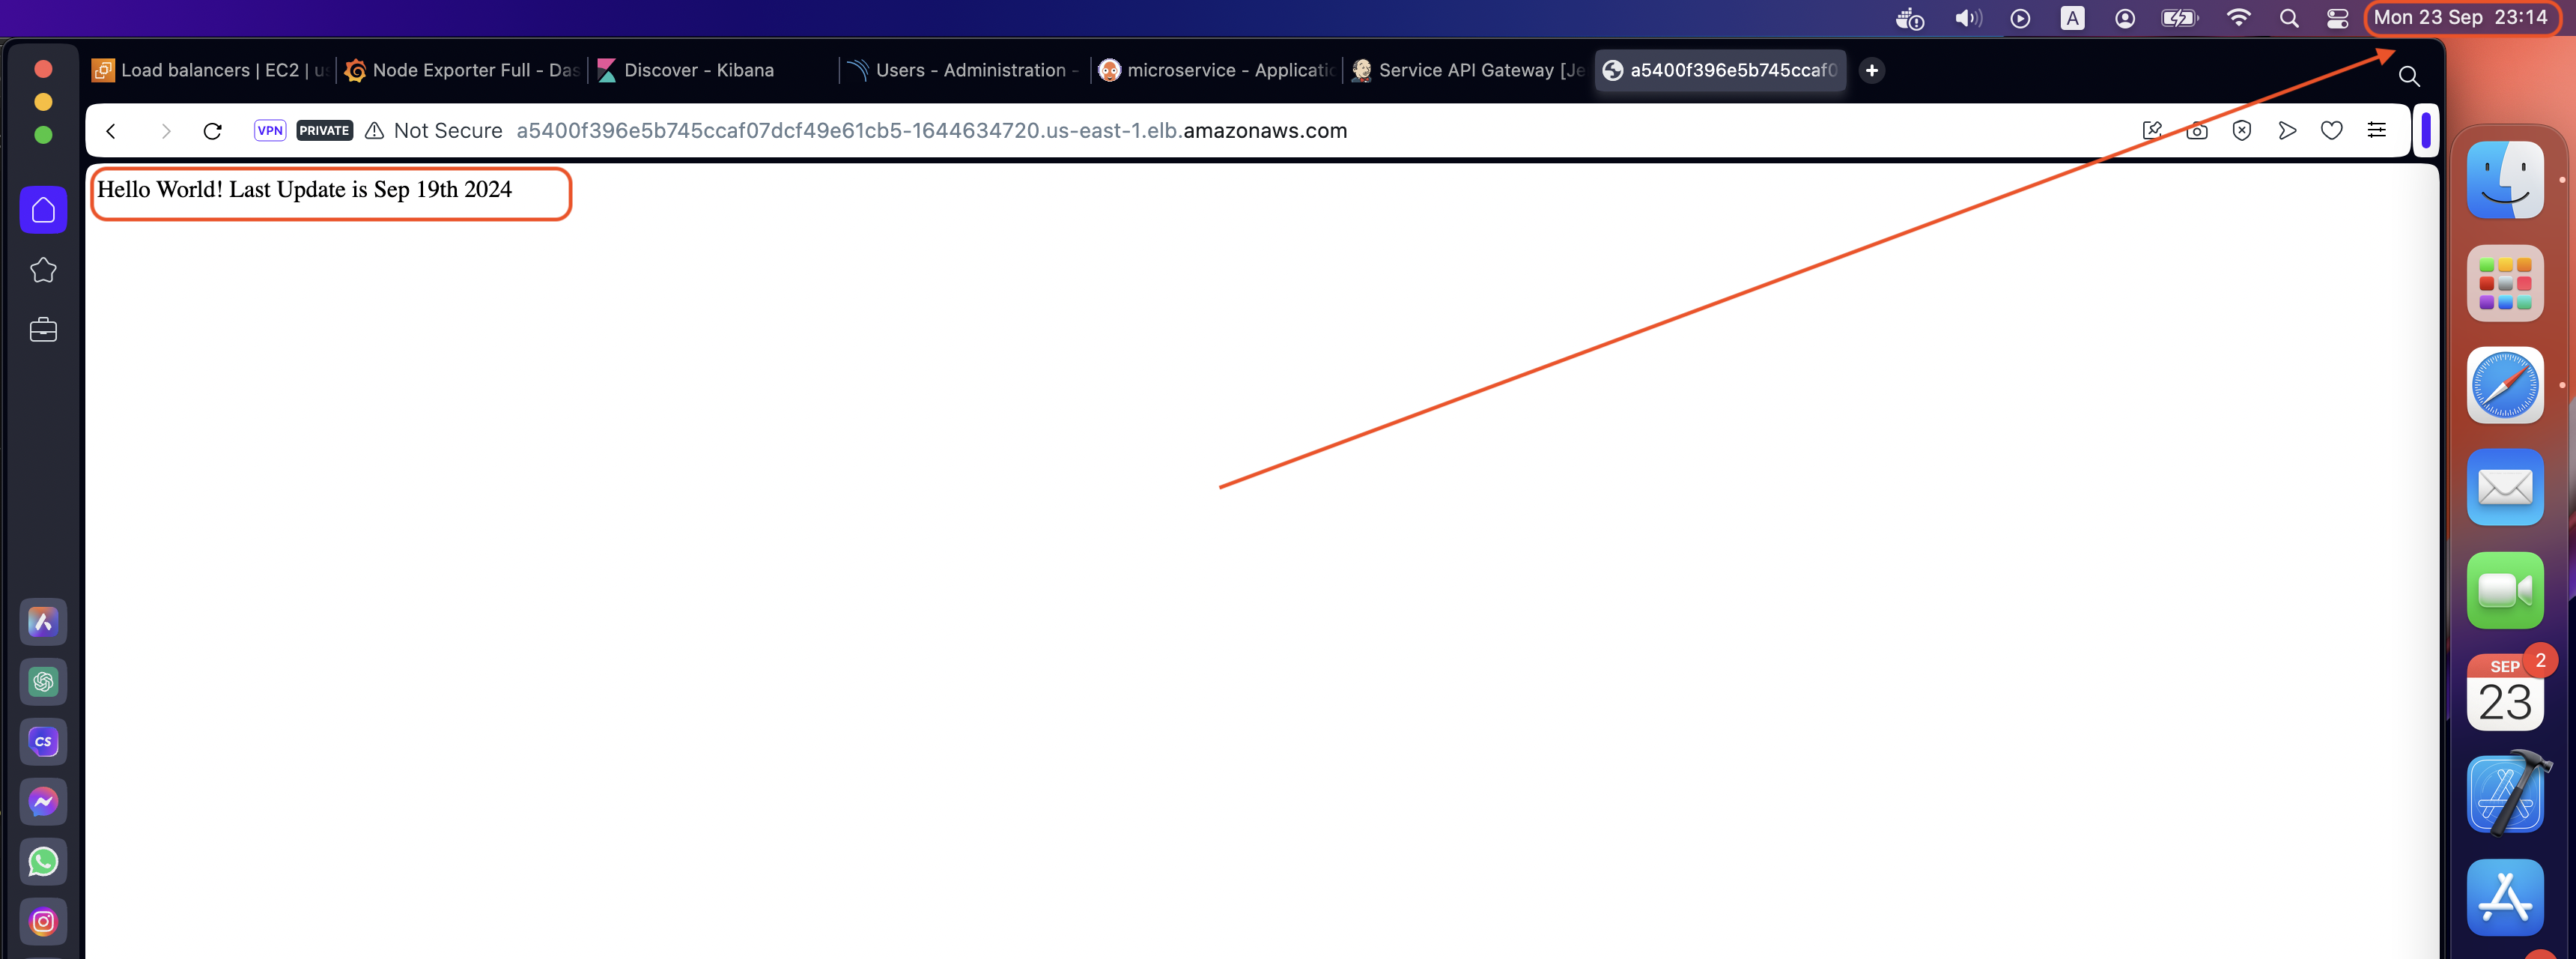 Mon 23 Sep 23:14
Load balancers | EC2 | us
Node Exporter Full - Das
Discover - Kibana
Users - Administration -
microservice - Applicatio
Service API Gateway [Je
a5400f396e5b745ccaf0
VPN
PRIVATE
Not Secure
a5400f396e5b745ccaf07dcf49e61cb5-1644634720.us-east-1.elb.amazonaws.com
Hello World! Last Update is Sep 19th 2024
A
CS
SEP
23
2